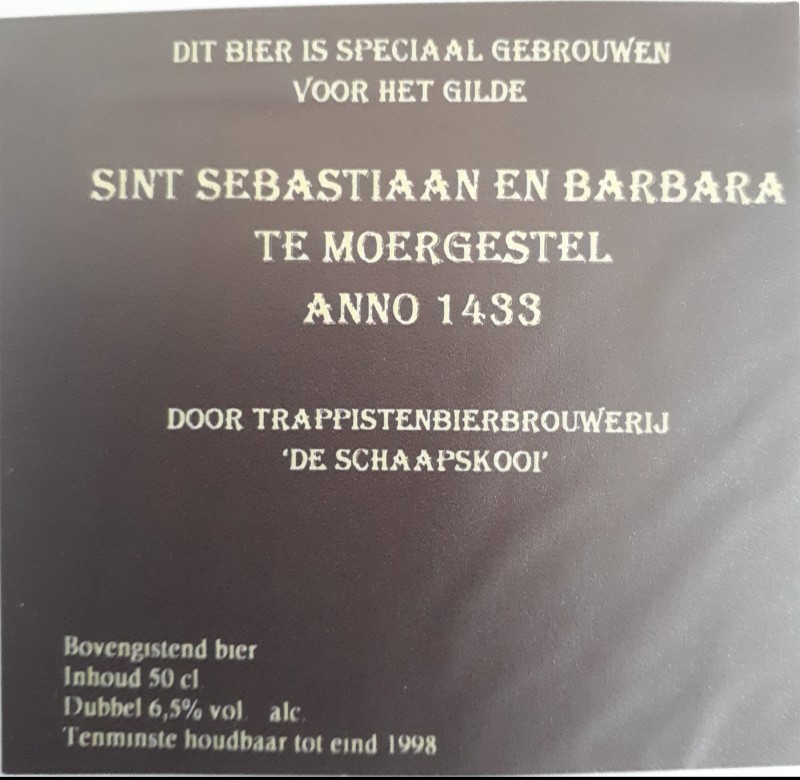 DIT BIER IS SPECIAAL GEBROUWEN
VOOR HET GILDE
SINT SEBASTIAAN EN BARBARA
TE MOERGESTEL
ANNO 1433
DOOR TRAPPISTENBIERBROUWERIJ
'DE SCHAAPSKOOI'
Bovengistend bier
Inhoud 50 cl
Dubbel 6,5% vol. alc.
Tenminste houdbaar tot eind 1998